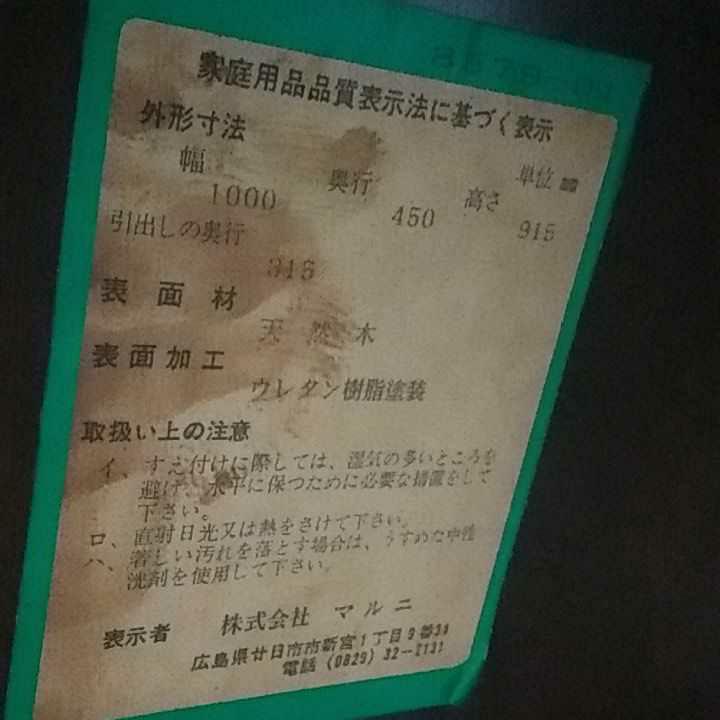 家庭用品品質表示法に基づく表示
外形寸法
単位
幅 奥行 高さ
1000 450 915
引出しの奥行
315
表面材
天然木
表面加工
ウレタン樹脂塗装
取扱い上の注意
イ、すえ付けに際しては、湿気の多いところを
避け、水平に保つために必要な措置をして
下さい。
ロ、直射日光又は熱をさけて下さい。
ハ、著しい汚れを落とす場合は、うすめた中性
洗剤を使用して下さい。
表示者 株式会社 マルニ
広島県廿日市市新宮1丁目9番34
電話 (0829) 32-2131